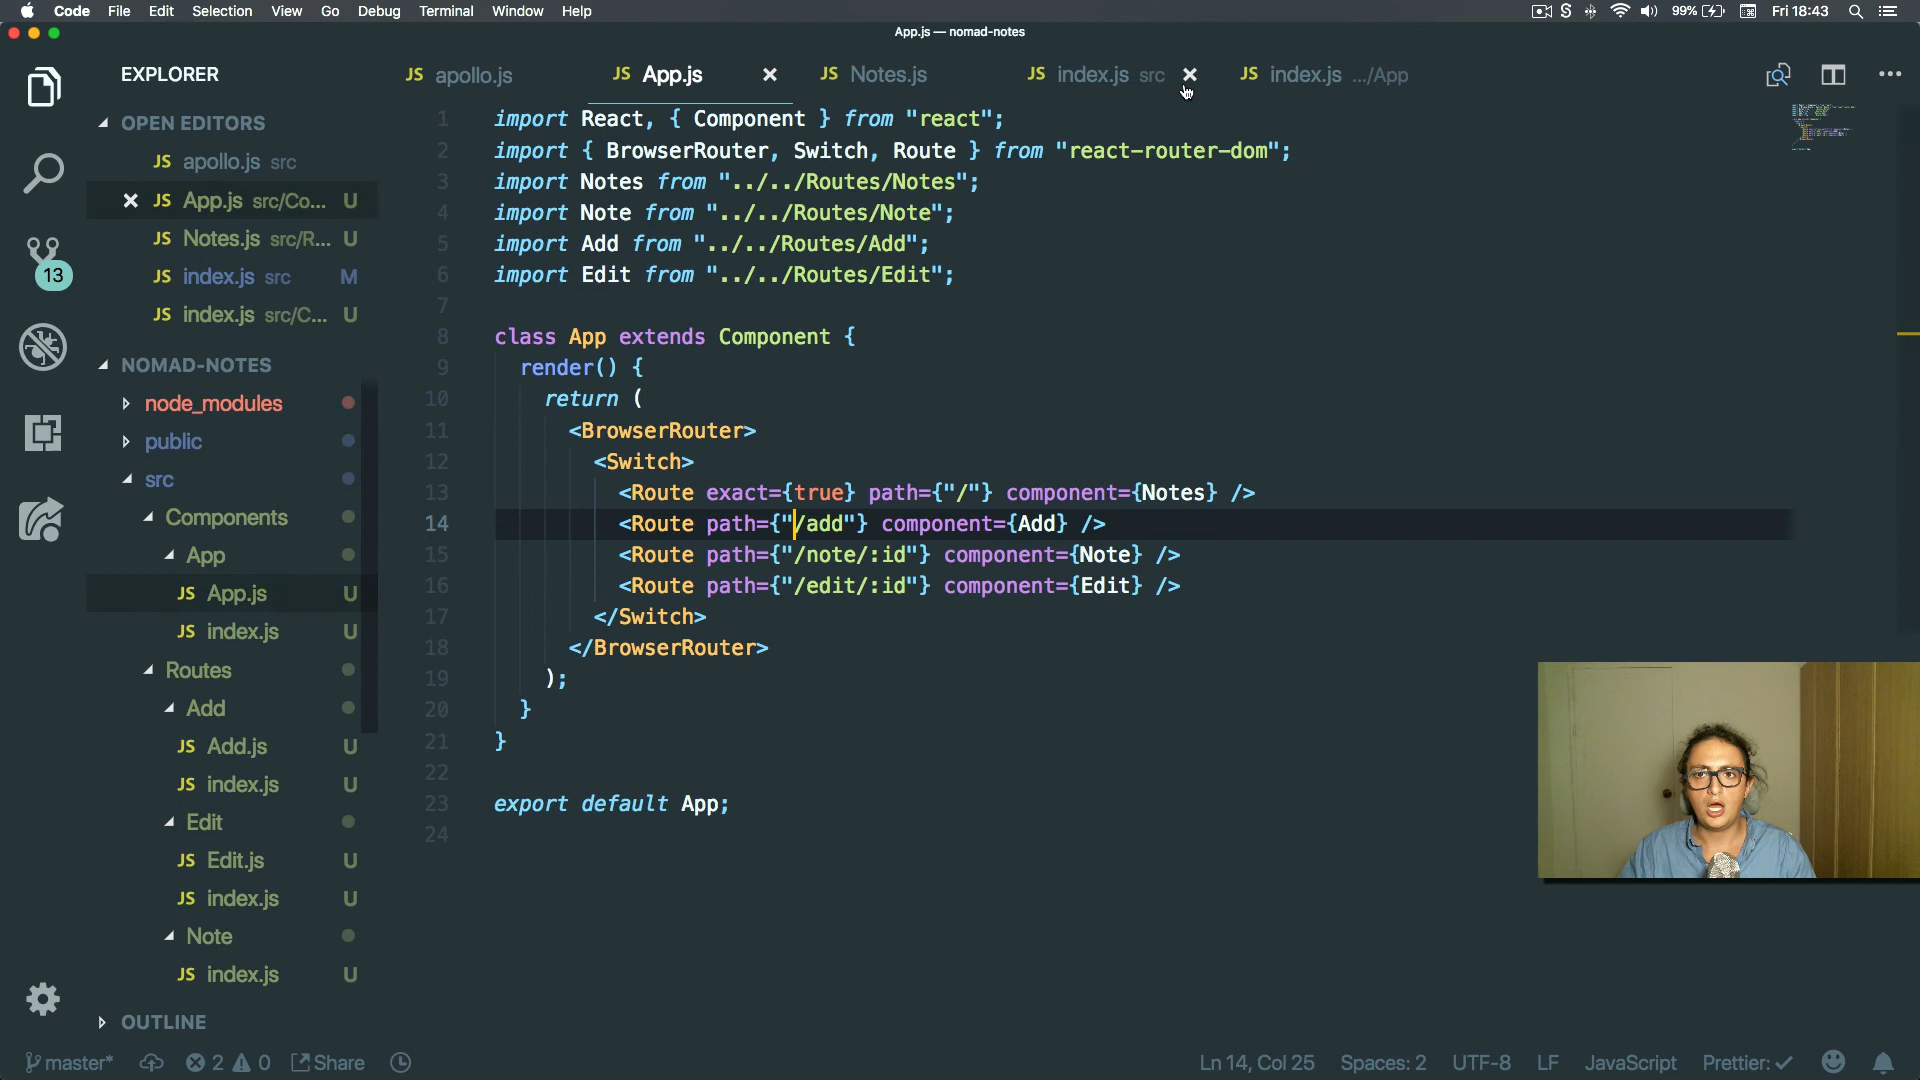 Code File Edit Selection View Go Debug Terminal Window Help 99% Fri 18:43
App.js — nomad-notes
EXPLORER
JS apollo.js JS App.js JS Notes.js JS index.js src JS index.js .../App
OPEN EDITORS
JS apollo.js src
JS App.js src/Co... U
JS Notes.js src/R... U
JS index.js src M
JS index.js src/C... U
13
NOMAD-NOTES
node_modules
public
src
Components
App
JS App.js U
JS index.js U
Routes
Add
JS Add.js U
JS index.js U
Edit
JS Edit.js U
JS index.js U
Note
JS index.js U
OUTLINE
1 import React, { Component } from "react";
2 import { BrowserRouter, Switch, Route } from "react-router-dom";
3 import Notes from "../../Routes/Notes";
4 import Note from "../../Routes/Note";
5 import Add from "../../Routes/Add";
6 import Edit from "../../Routes/Edit";
7
8 class App extends Component {
9 render() {
10 return (
11 <BrowserRouter>
12 <Switch>
13 <Route exact={true} path={"/"} component={Notes} />
14 <Route path={"/add"} component={Add} />
15 <Route path={"/note/:id"} component={Note} />
16 <Route path={"/edit/:id"} component={Edit} />
17 </Switch>
18 </BrowserRouter>
19 );
20 }
21 }
22
23 export default App;
24
master* 2 0 Share Ln 14, Col 25 Spaces: 2 UTF-8 LF JavaScript Prettier: ✓